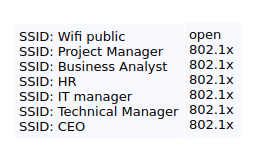 SSID: Wifi public open
SSID: Project Manager 802.1x
SSID: Business Analyst 802.1x
SSID: HR 802.1x
SSID: IT manager 802.1x
SSID: Technical Manager 802.1x
SSID: CEO 802.1x